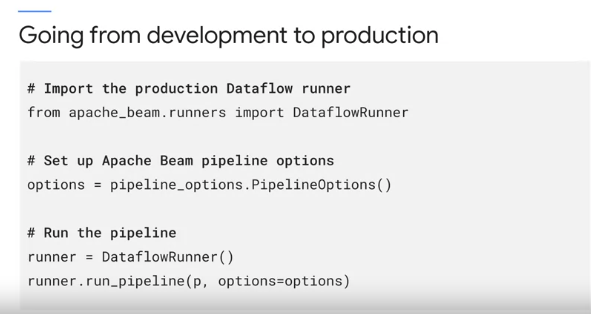 Going from development to production
# Import the production Dataflow runner
from apache_beam.runners import DataflowRunner
# Set up Apache Beam pipeline options
options = pipeline_options.PipelineOptions()
# Run the pipeline
runner = DataflowRunner()
runner.run_pipeline(p, options=options)